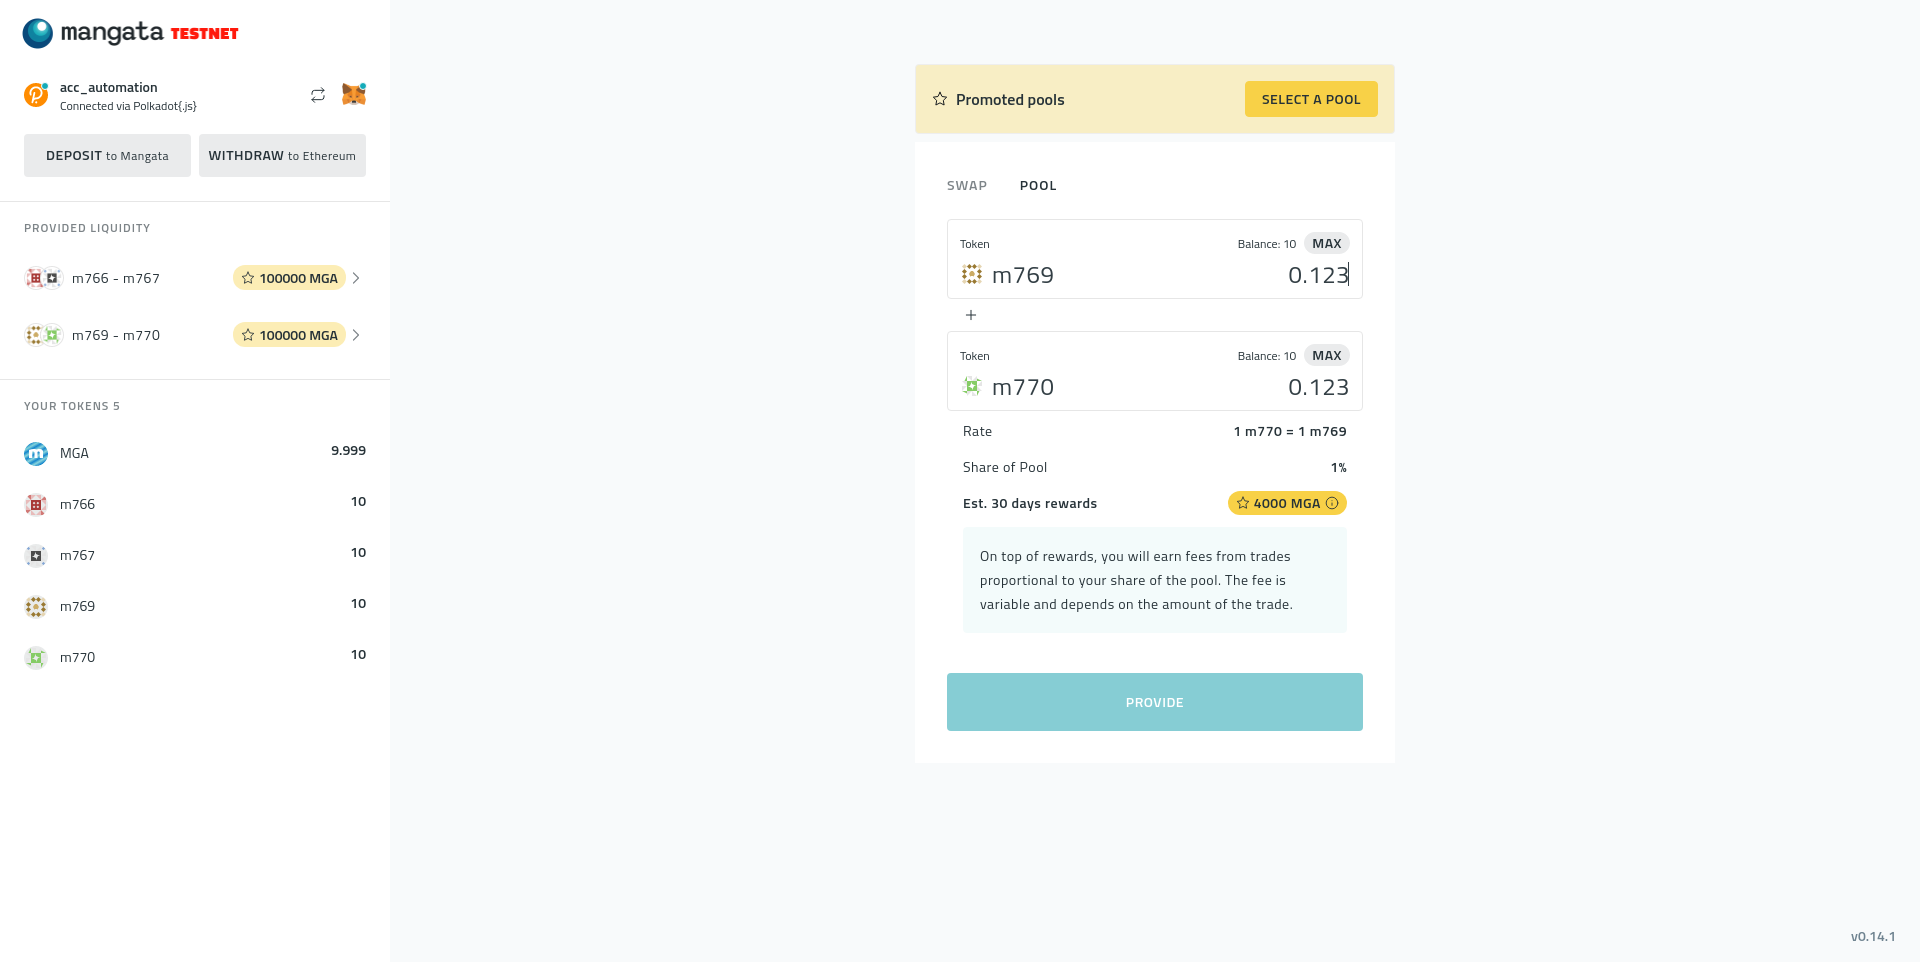 mangata TESTNET
acc_automation
Connected via Polkadot{.js}
DEPOSIT to Mangata
WITHDRAW to Ethereum
PROVIDED LIQUIDITY
m766 - m767
100000 MGA
m769 - m770
100000 MGA
YOUR TOKENS 5
MGA
9.999
m766
10
m767
10
m769
10
m770
10
Promoted pools
SELECT A POOL
SWAP
POOL
Token
Balance: 10
MAX
m769
0.123
+
Token
Balance: 10
MAX
m770
0.123
Rate
1 m770 = 1 m769
Share of Pool
1%
Est. 30 days rewards
4000 MGA
On top of rewards, you will earn fees from trades
proportional to your share of the pool. The fee is
variable and depends on the amount of the trade.
PROVIDE
v0.14.1